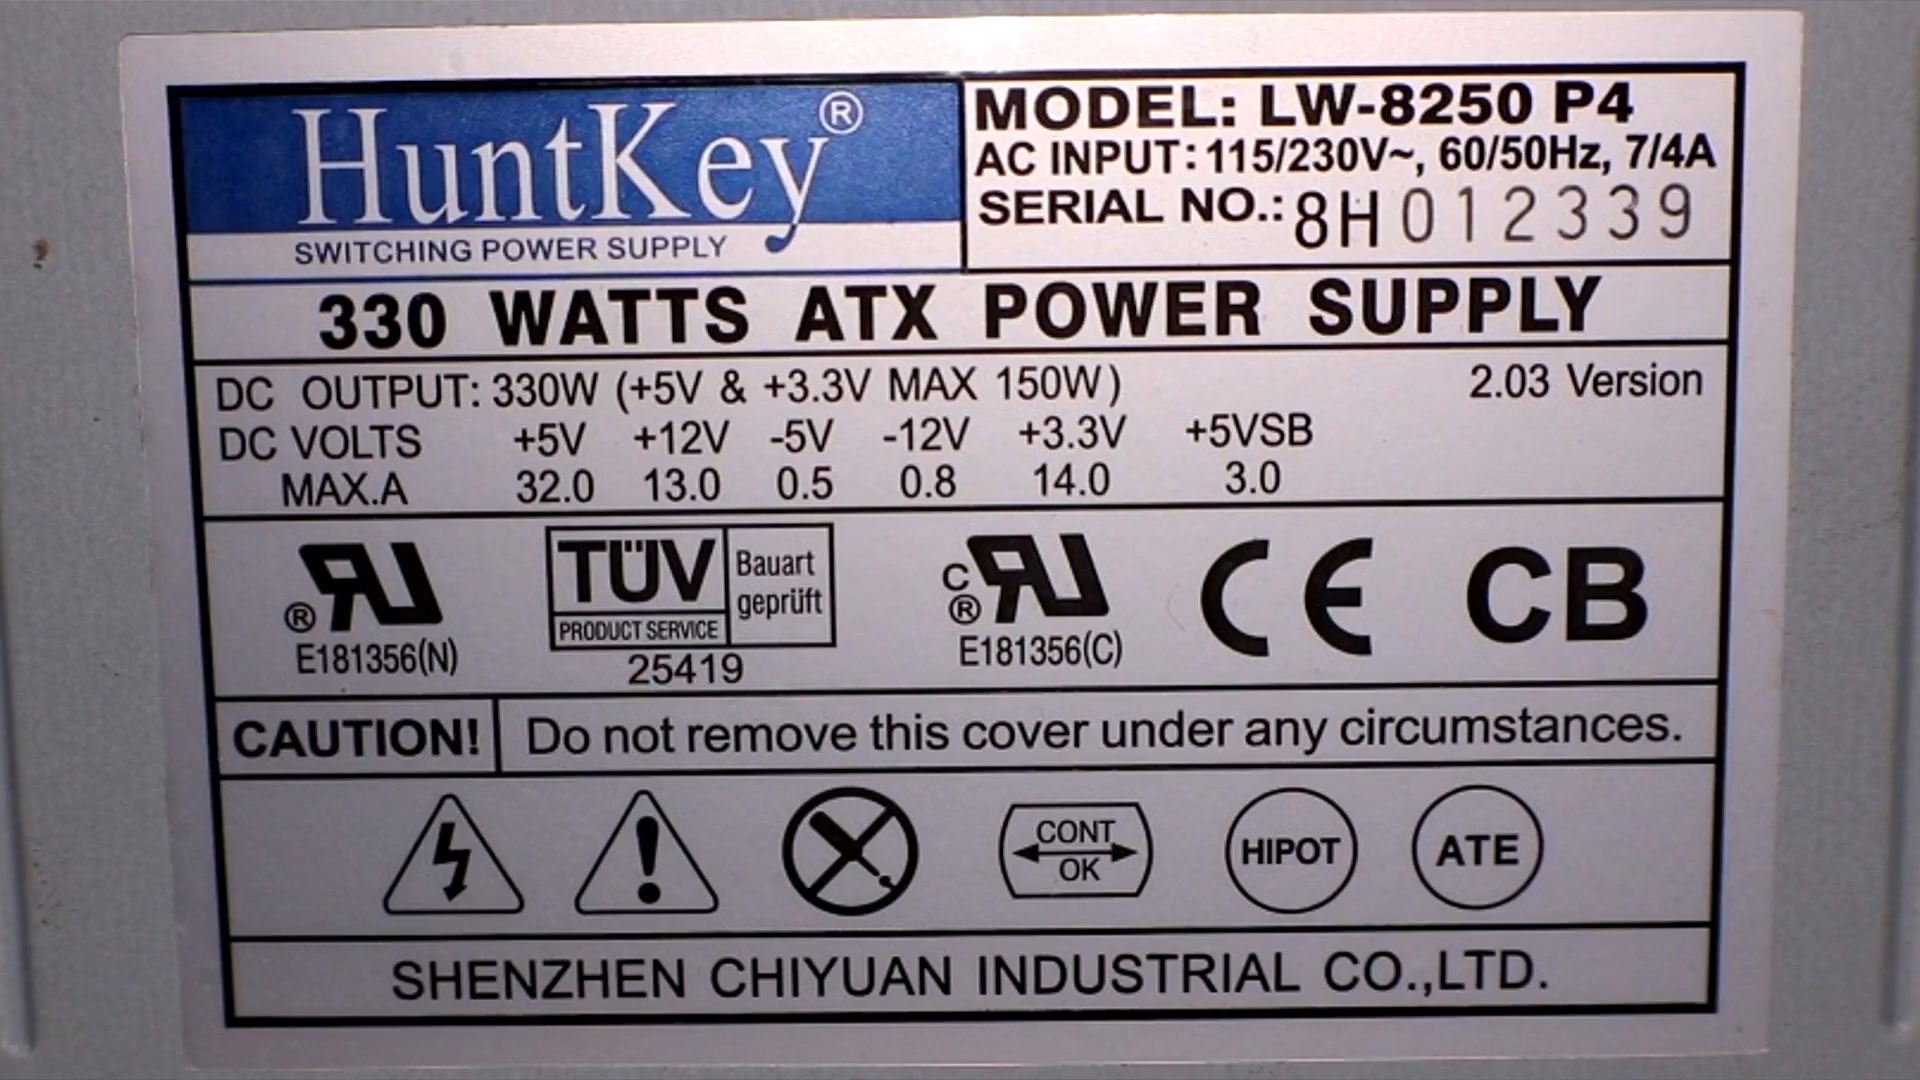 HuntKey®
SWITCHING POWER SUPPLY
MODEL: LW-8250 P4
AC INPUT: 115/230V~, 60/50Hz, 7/4A
SERIAL NO.: 8H012339
330 WATTS ATX POWER SUPPLY
DC OUTPUT: 330W (+5V & +3.3V MAX 150W) 2.03 Version
DC VOLTS +5V +12V -5V -12V +3.3V +5VSB
MAX.A 32.0 13.0 0.5 0.8 14.0 3.0
®RU
E181356(N)
TÜV
PRODUCT SERVICE
Bauart
geprüft
25419
C
®RU
E181356(C)
CE
CB
CAUTION! Do not remove this cover under any circumstances.
CONT
OK
HIPOT
ATE
SHENZHEN CHIYUAN INDUSTRIAL CO.,LTD.